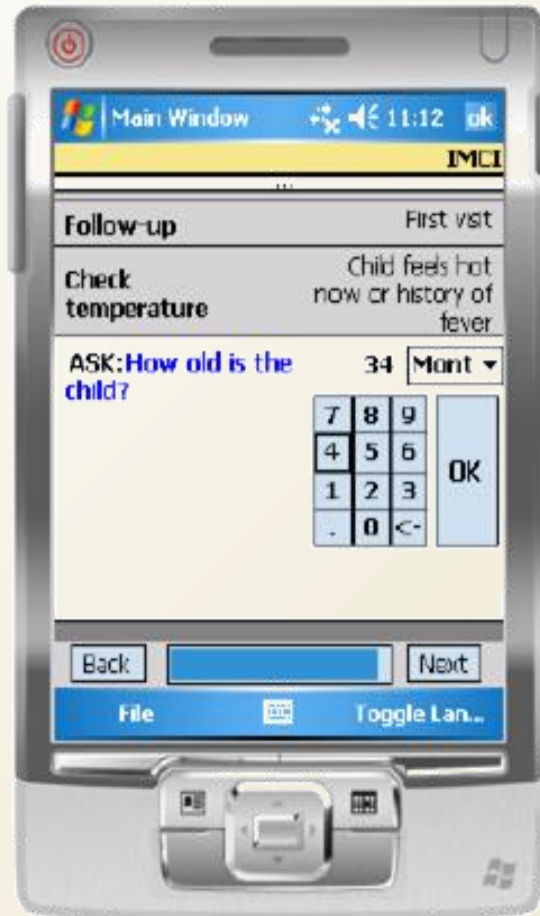 Main Window 11:12 ok
IMCI
...
Follow-up First visit
Check temperature
Child feels hot
now or history of
fever
ASK:How old is the child?
34 Mont
7 8 9
4 5 6
1 2 3
. 0 <-
OK
Back Next
File Toggle Lan...